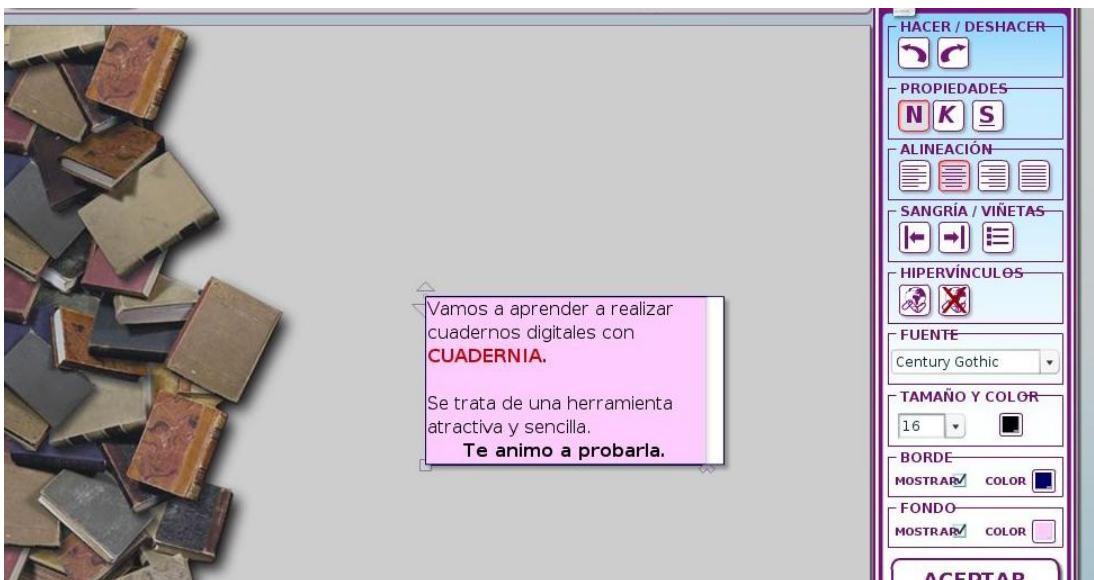 Vamos a aprender a realizar
cuadernos digitales con
CUADERNIA.
Se trata de una herramienta
atractiva y sencilla.
Te animo a probarla.
HACER / DESHACER
PROPIEDADES
N K S
ALINEACIÓN
SANGRÍA / VIÑETAS
HIPERVÍNCULOS
FUENTE
Century Gothic
TAMAÑO Y COLOR
16
BORDE
MOSTRAR COLOR
FONDO
MOSTRAR COLOR
ACEPTAR